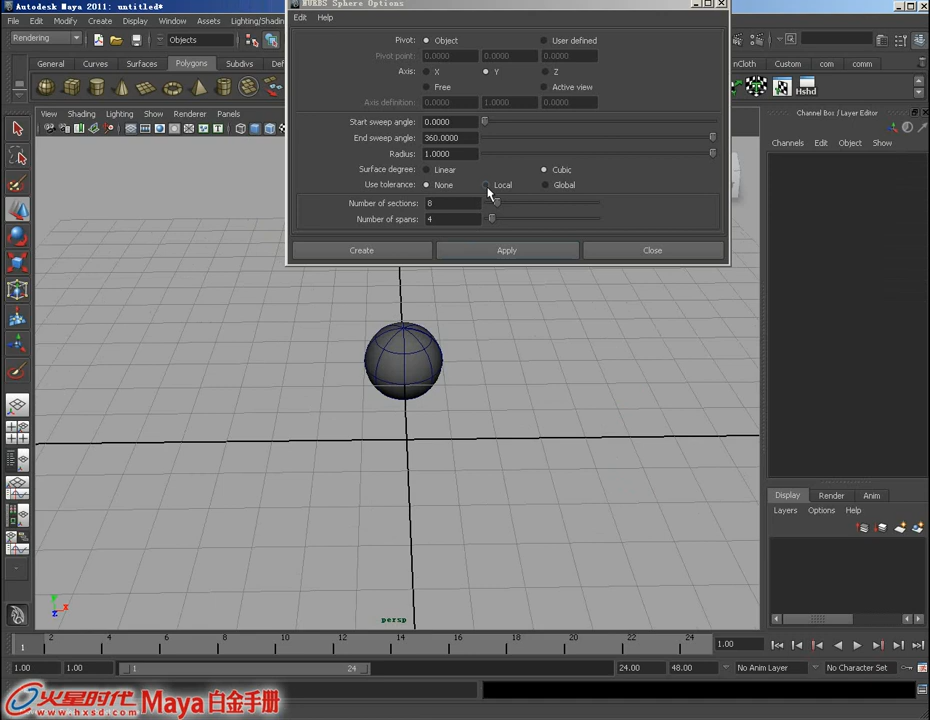 Autodesk Maya 2011: untitled*
NURBS Sphere Options
File Edit Modify Create Display Window Assets Lighting/Shadin
Edit Help
Rendering
Objects
Pivot: Object User defined
Pivot point: 0.0000 0.0000 0.0000
General Curves Surfaces Polygons Subdivs Def
nCloth Custom com comm
Axis: X Y Z
Free Active view
Hshd
Axis definition: 0.0000 1.0000 0.0000
View Shading Lighting Show Renderer Panels
Channel Box / Layer Editor
Start sweep angle: 0.0000
End sweep angle: 360.0000
Channels Edit Object Show
Radius: 1.0000
Surface degree: Linear Cubic
Use tolerance: None Local Global
Number of sections: 8
Number of spans: 4
Create Apply Close
Display Render Anim
Layers Options Help
persp
1 2 4 6 8 10 12 14 16 18 20 22 24
1.00
1.00 1.00 1 24 24.00 48.00 No Anim Layer No Character Set
火星时代 Maya 白金手册
www.hxsd.com